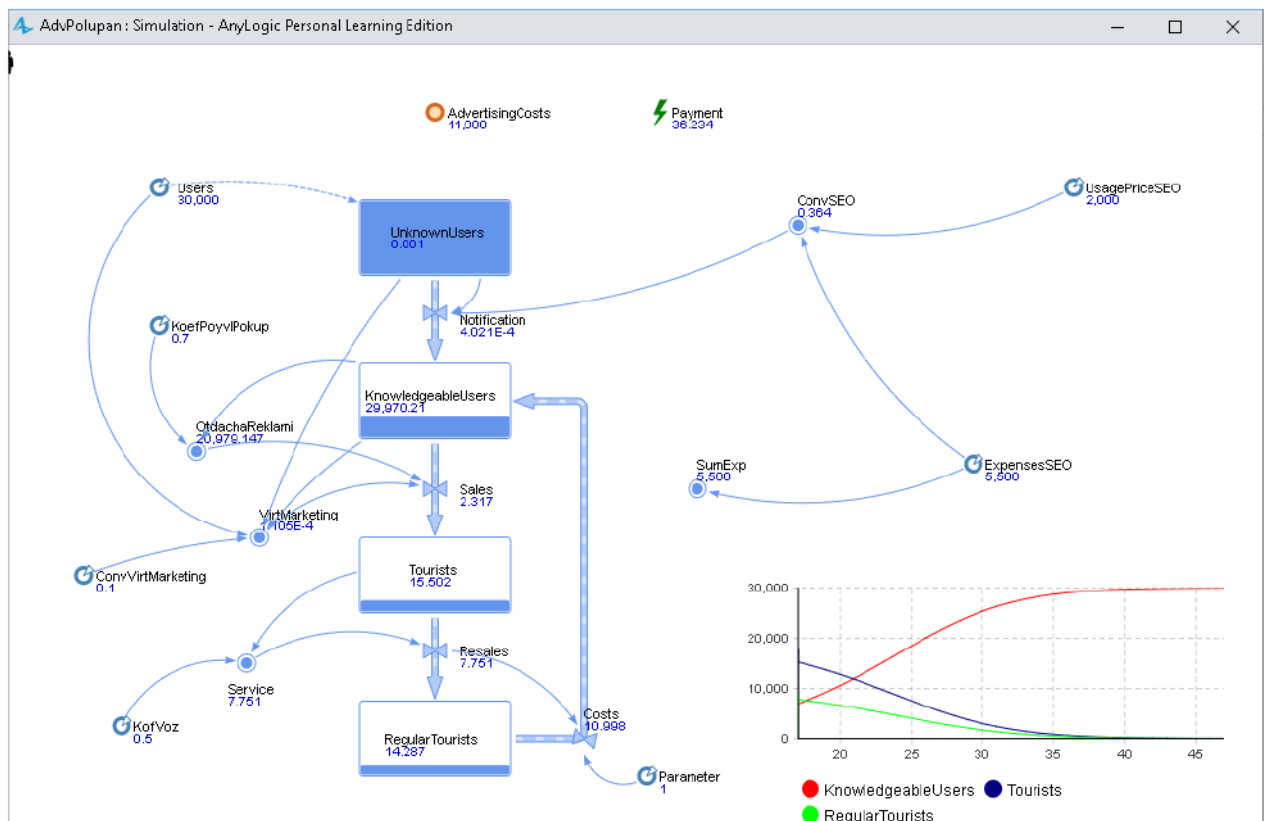 AdvPolupan : Simulation - AnyLogic Personal Learning Edition
AdvertisingCosts
11,000
Payment
36.234
Users
30,000
UnknownUsers
0.001
ConvSEO
0.364
UsagePriceSEO
2,000
Notification
4.021E-4
KoefPoyvlPokup
0.7
KnowledgeableUsers
29,970.21
OtdachaReklami
20,979.147
SumExp
5,500
ExpensesSEO
5,500
Sales
2.317
VirtMarketing
1.105E-4
ConvVirtMarketing
0.1
Tourists
15.502
Resales
7.751
Service
7.751
KofVoz
0.5
RegularTourists
14.287
Costs
10.998
Parameter
1
30,000
20,000
10,000
0
20 25 30 35 40 45
KnowledgeableUsers Tourists
RegularTourists